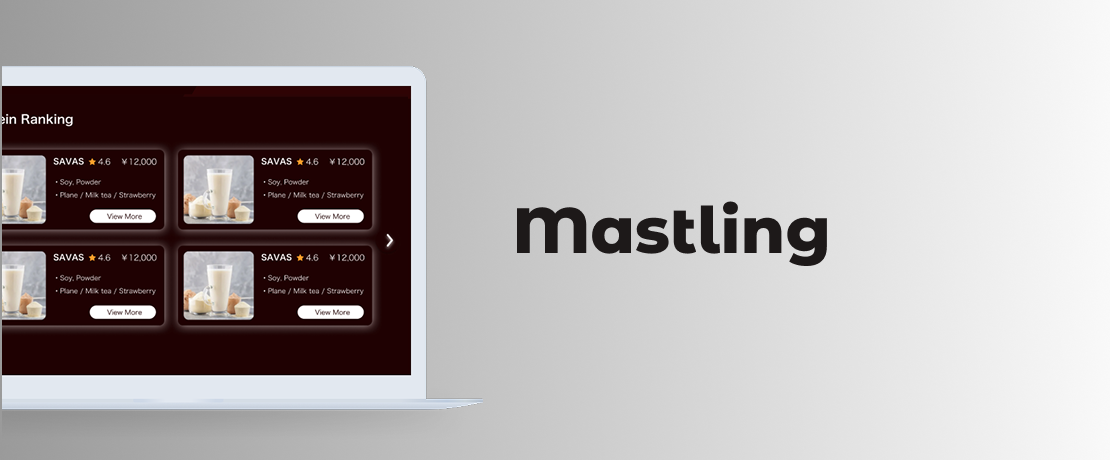 ein Ranking
SAVAS ★ 4.6 ¥12,000
・Soy, Powder
・Plane / Milk tea / Strawberry
View More
SAVAS ★ 4.6 ¥12,000
・Soy, Powder
・Plane / Milk tea / Strawberry
View More
SAVAS ★ 4.6 ¥12,000
・Soy, Powder
・Plane / Milk tea / Strawberry
View More
SAVAS ★ 4.6 ¥12,000
・Soy, Powder
・Plane / Milk tea / Strawberry
View More
Mastling